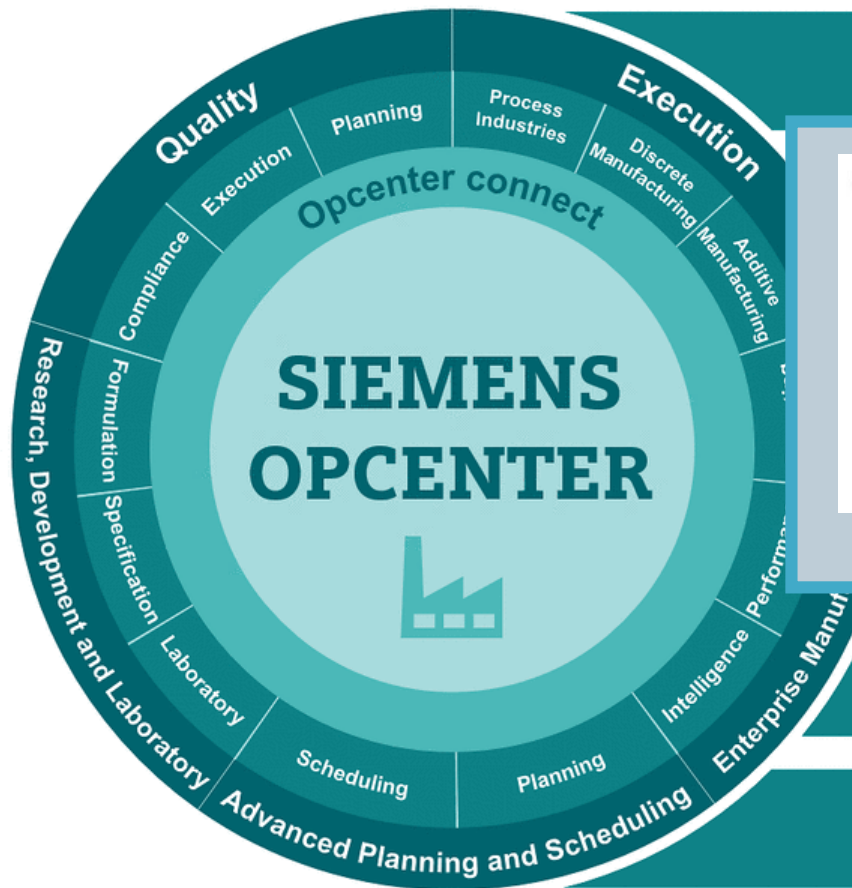 Quality
Execution
Planning
Execution
Compliance
Process
Industries
Discrete
Manufacturing
Additive
Manufacturing
Opcenter connect
SIEMENS
OPCENTER
Research, Development and Laboratory
Formulation
Specification
Laboratory
Advanced Planning and Scheduling
Scheduling
Planning
Enterprise
Intelligence